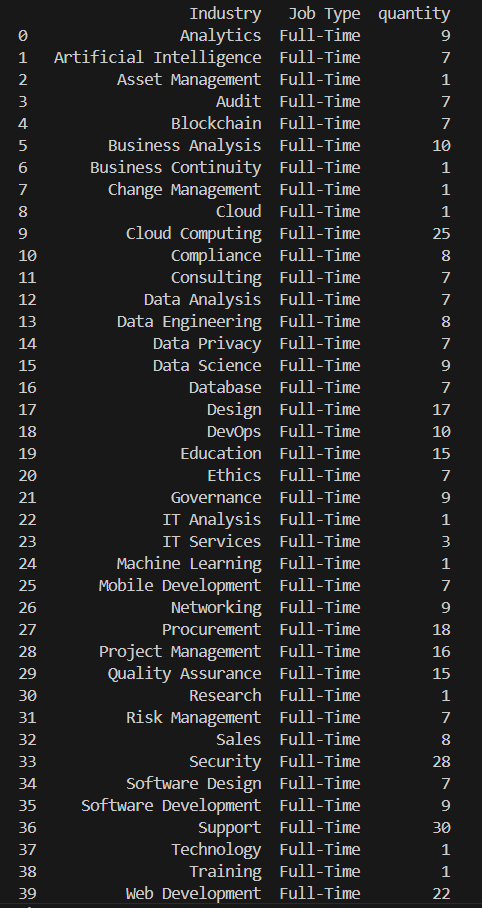 Industry Job Type quantity
0 Analytics Full-Time 9
1 Artificial Intelligence Full-Time 7
2 Asset Management Full-Time 1
3 Audit Full-Time 7
4 Blockchain Full-Time 7
5 Business Analysis Full-Time 10
6 Business Continuity Full-Time 1
7 Change Management Full-Time 1
8 Cloud Full-Time 1
9 Cloud Computing Full-Time 25
10 Compliance Full-Time 8
11 Consulting Full-Time 7
12 Data Analysis Full-Time 7
13 Data Engineering Full-Time 8
14 Data Privacy Full-Time 7
15 Data Science Full-Time 9
16 Database Full-Time 7
17 Design Full-Time 17
18 DevOps Full-Time 10
19 Education Full-Time 15
20 Ethics Full-Time 7
21 Governance Full-Time 9
22 IT Analysis Full-Time 1
23 IT Services Full-Time 3
24 Machine Learning Full-Time 1
25 Mobile Development Full-Time 7
26 Networking Full-Time 9
27 Procurement Full-Time 18
28 Project Management Full-Time 16
29 Quality Assurance Full-Time 15
30 Research Full-Time 1
31 Risk Management Full-Time 7
32 Sales Full-Time 8
33 Security Full-Time 28
34 Software Design Full-Time 7
35 Software Development Full-Time 9
36 Support Full-Time 30
37 Technology Full-Time 1
38 Training Full-Time 1
39 Web Development Full-Time 22